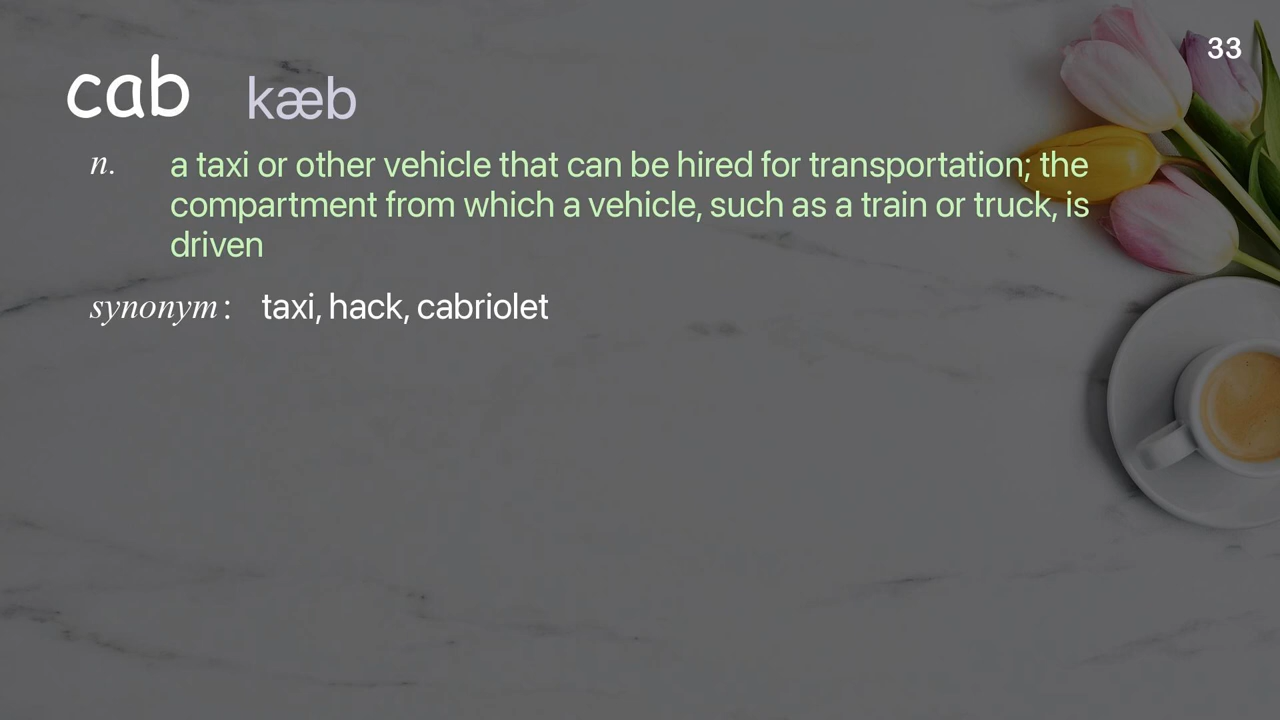 33
cab kæb
n. a taxi or other vehicle that can be hired for transportation; the
compartment from which a vehicle, such as a train or truck, is
driven
synonym: taxi, hack, cabriolet